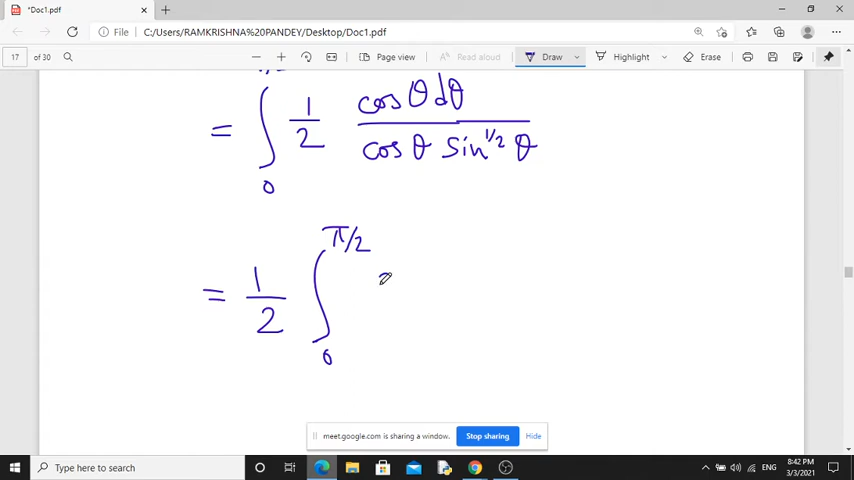 *Doc1.pdf
File C:/Users/RAMKRISHNA%20PANDEY/Desktop/Doc1.pdf
17 of 30 Page view Read aloud Draw Highlight Erase
= ∫ 1/2 cos θ dθ / cos θ sin^1/2 θ
0
π/2
= 1/2 ∫
0
meet.google.com is sharing a window. Stop sharing Hide
Type here to search
ENG
8:42 PM
3/3/2021